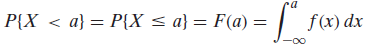 P{X < a} = P{X ≤ a} = F(a) = ∫_{-∞}^{a} f(x) dx